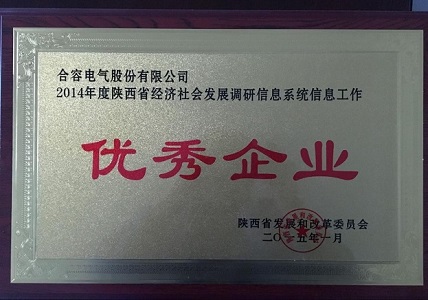 合容电气股份有限公司
2014年度陕西省经济社会发展调研信息系统信息工作
优秀企业
陕西省发展和改革委员会
二〇一五年一月